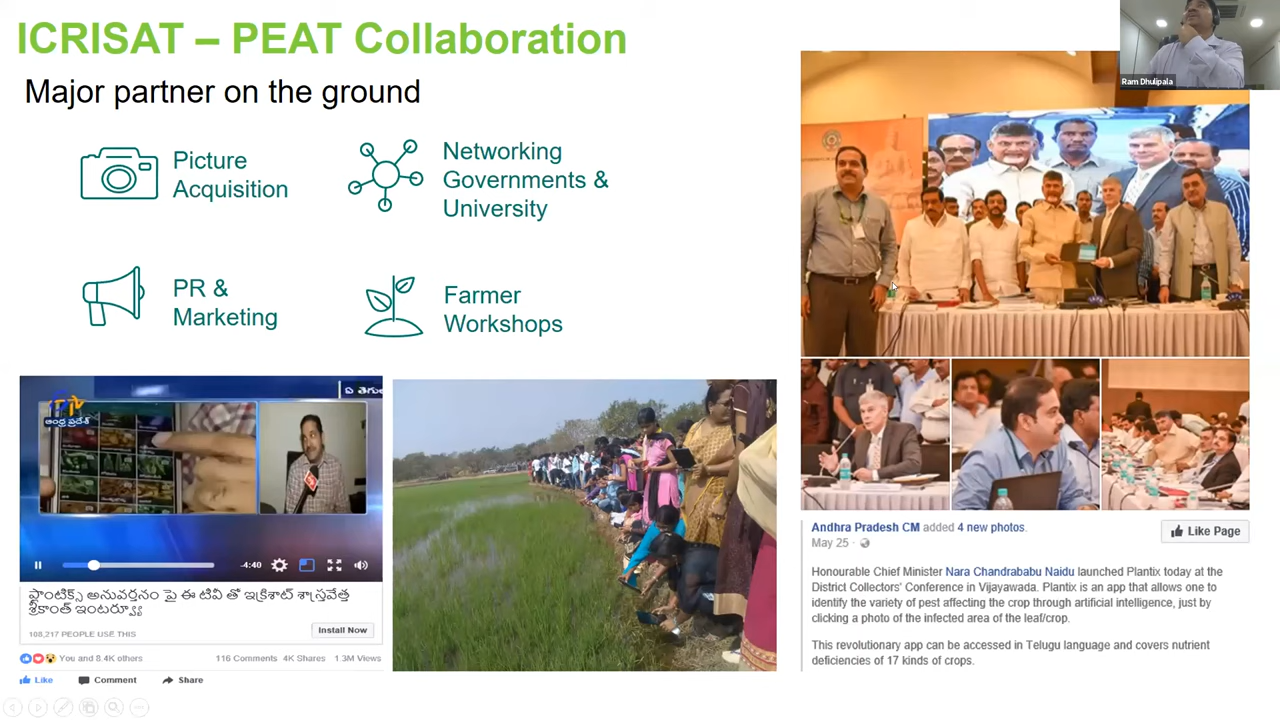 ICRISAT – PEAT Collaboration
Major partner on the ground
Picture
Acquisition
Networking
Governments &
University
PR &
Marketing
Farmer
Workshops
Ram Dhulipala
ఆంధ్ర ప్రదేశ్
-4:40
ప్లాంటిక్స్ అనువర్తనం పై ఈ టివి తో ఇక్రిశాట్ శాస్త్రవేత్త
శ్రీకాంత్ ఇంటర్వ్యూ
108,217 PEOPLE USE THIS
Install Now
You and 8.4K others
116 Comments 4K Shares 1.3M Views
Like Comment Share
Andhra Pradesh CM added 4 new photos.
May 25
Like Page
Honourable Chief Minister Nara Chandrababu Naidu launched Plantix today at the
District Collectors' Conference in Vijayawada. Plantix is an app that allows one to
identify the variety of pest affecting the crop through artificial intelligence, just by
clicking a photo of the infected area of the leaf/crop.
This revolutionary app can be accessed in Telugu language and covers nutrient
deficiencies of 17 kinds of crops.